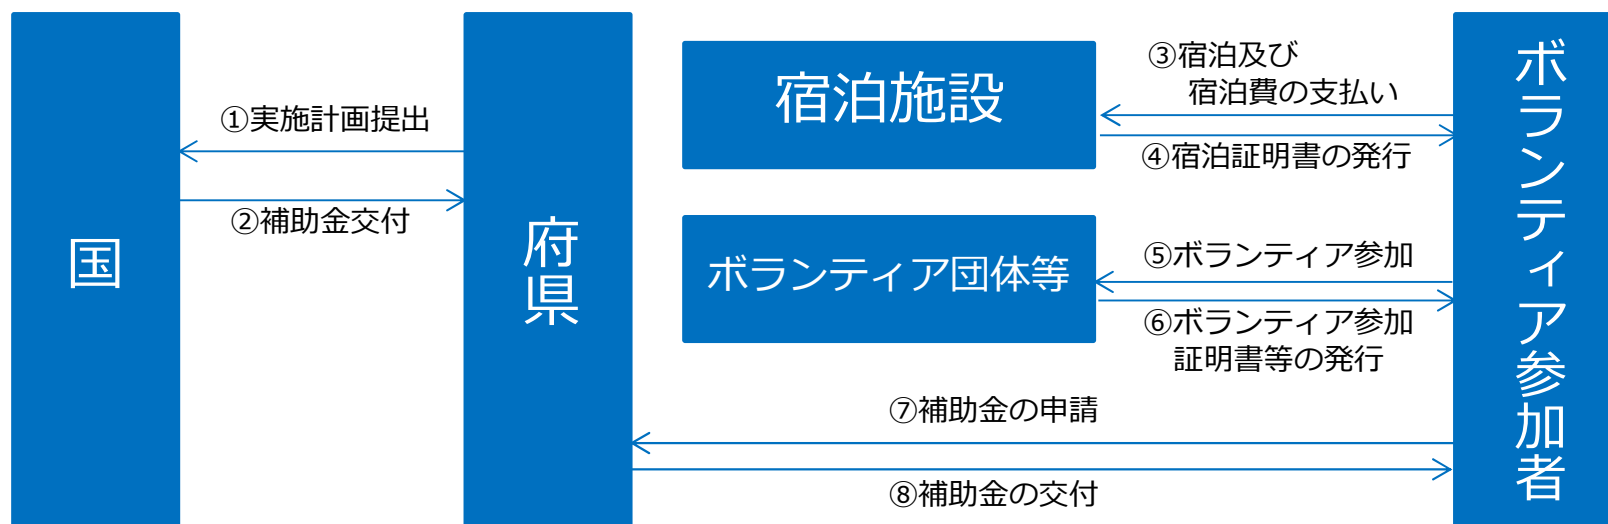 国
①実施計画提出
②補助金交付
府県
宿泊施設
③宿泊及び
宿泊費の支払い
④宿泊証明書の発行
ボランティア団体等
⑤ボランティア参加
⑥ボランティア参加
証明書等の発行
⑦補助金の申請
⑧補助金の交付
ボランティア参加者